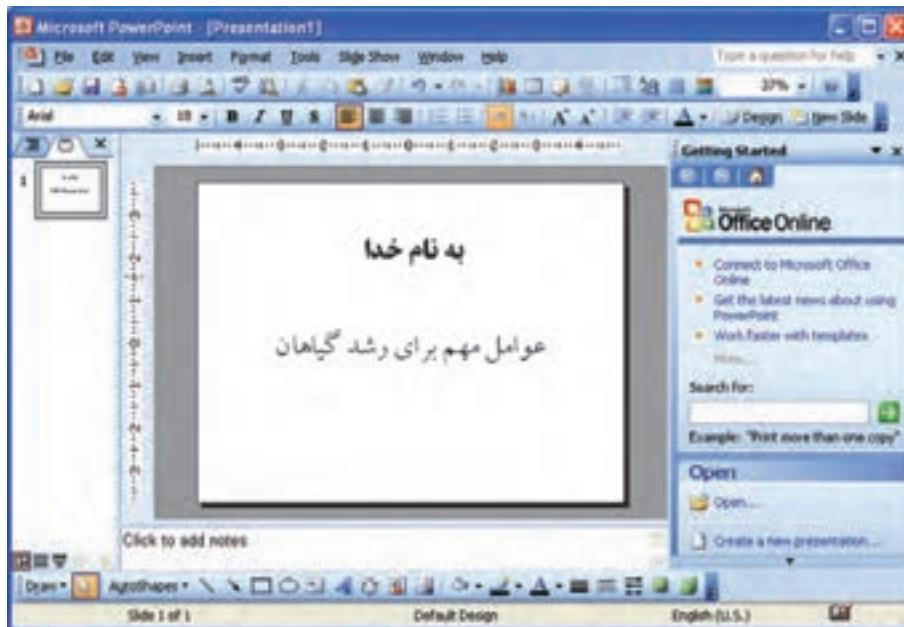 Microsoft PowerPoint - [Presentation1]
File Edit View Insert Format Tools Slide Show Window Help Type a question for help
37%
Arial 18 B I U S A A A Design New Slide
Getting Started
1
Microsoft
Office Online
به نام خدا
عوامل مهم برای رشد گیاهان
Connect to Microsoft Office
Online
Get the latest news about using
PowerPoint
Work faster with templates
More...
Search for:
Example: "Print more than one copy"
Open
Open...
Create a new presentation...
Click to add notes
Draw AutoShapes A
Slide 1 of 1 Default Design English (U.S.)